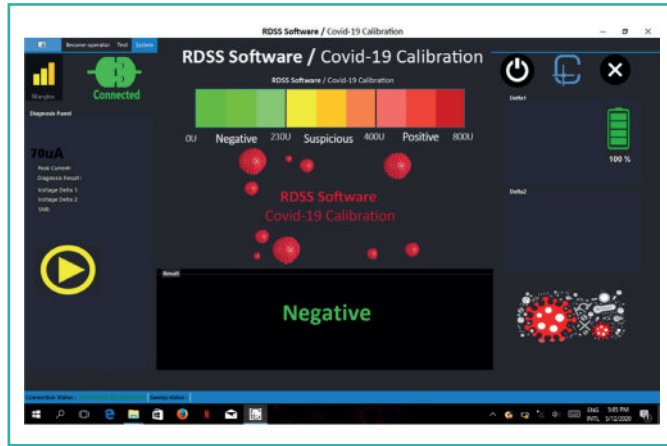 RDSS Software / Covid-19 Calibration
Become operator Test System
RDSS Software / Covid-19 Calibration
RDSS Software / Covid-19 Calibration
Margins
Connected
0U Negative 210U Suspicious 400U Positive 800U
Diagnosis Panel
70uA
Peak Current:
Diagnosis Result:
Voltage Delta 1:
Voltage Delta 2:
SNR:
RDSS Software
Covid-19 Calibration
Delta1
100 %
Delta2
Result
Negative
Connection Status :
Saving status :
ENG 5:05 PM
INTL 5/12/2020